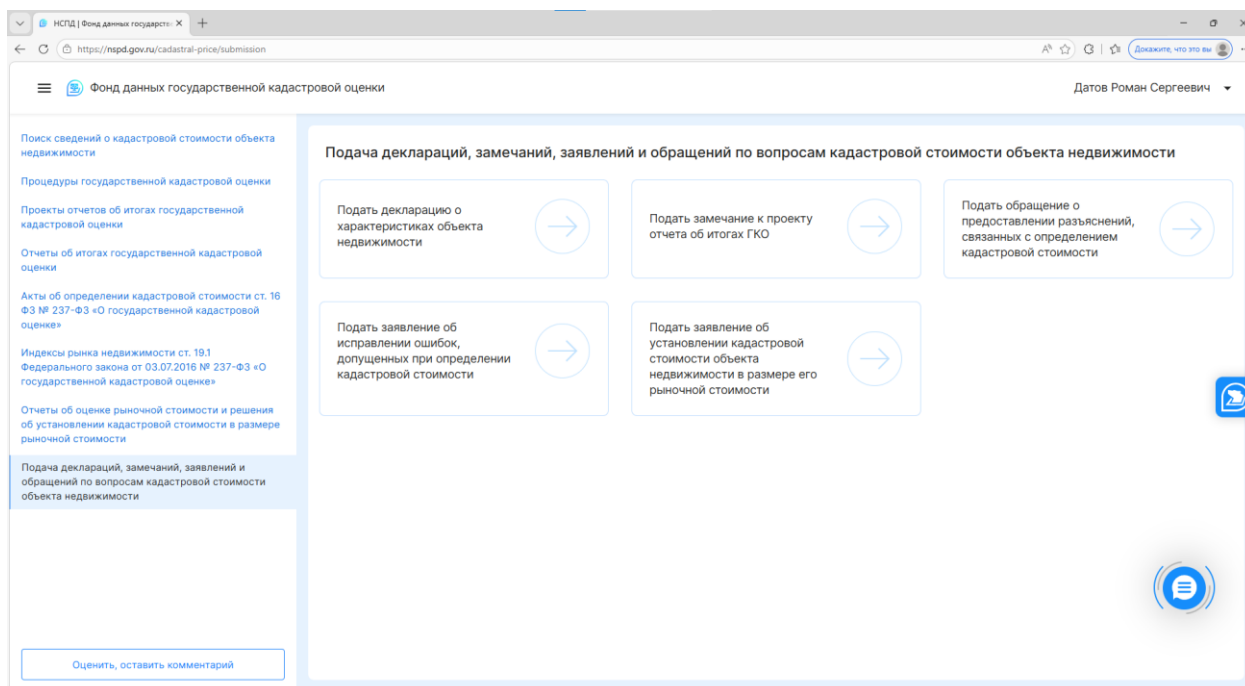 НСПД | Фонд данных государст
https://nspd.gov.ru/cadastral-price/submission
Докажите, что это вы
Фонд данных государственной кадастровой оценки
Датов Роман Сергеевич
Поиск сведений о кадастровой стоимости объекта
недвижимости
Процедуры государственной кадастровой оценки
Проекты отчетов об итогах государственной
кадастровой оценки
Отчеты об итогах государственной кадастровой
оценки
Акты об определении кадастровой стоимости ст. 16
ФЗ № 237-ФЗ «О государственной кадастровой
оценке»
Индексы рынка недвижимости ст. 19.1
Федерального закона от 03.07.2016 № 237-ФЗ «О
государственной кадастровой оценке»
Отчеты об оценке рыночной стоимости и решения
об установлении кадастровой стоимости в размере
рыночной стоимости
Подача деклараций, замечаний, заявлений и
обращений по вопросам кадастровой стоимости
объекта недвижимости
Оценить, оставить комментарий
Подача деклараций, замечаний, заявлений и обращений по вопросам кадастровой стоимости объекта недвижимости
Подать декларацию о
характеристиках объекта
недвижимости
Подать замечание к проекту
отчета об итогах ГКО
Подать обращение о
предоставлении разъяснений,
связанных с определением
кадастровой стоимости
Подать заявление об
исправлении ошибок,
допущенных при определении
кадастровой стоимости
Подать заявление об
установлении кадастровой
стоимости объекта
недвижимости в размере его
рыночной стоимости